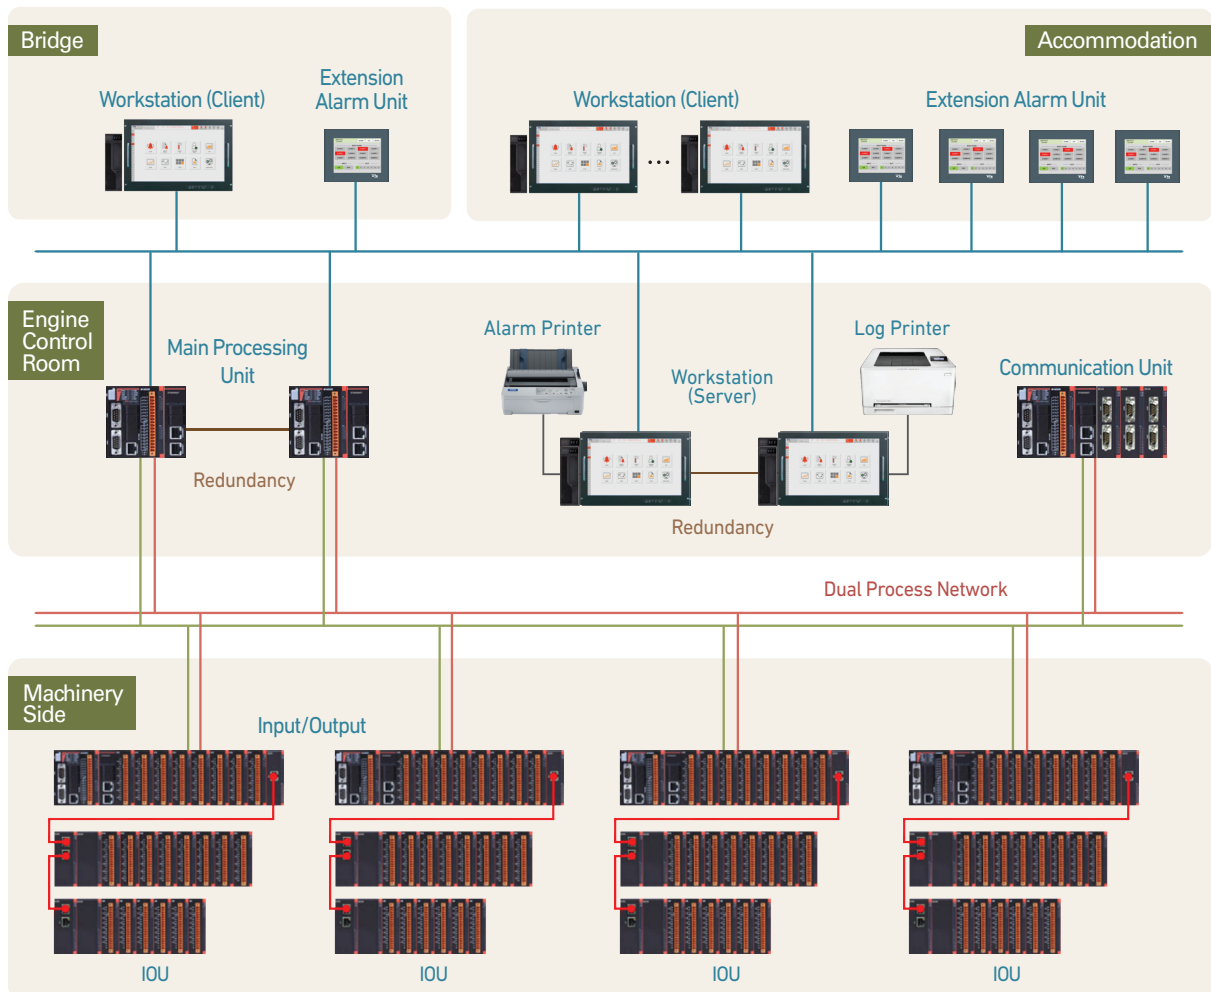 Bridge
Accommodation
Workstation (Client)
Extension
Alarm Unit
Workstation (Client)
Extension Alarm Unit
...
Engine
Control
Room
Main Processing
Unit
Alarm Printer
Log Printer
Workstation
(Server)
Communication Unit
Redundancy
Redundancy
Dual Process Network
Machinery
Side
Input/Output
IOU
IOU
IOU
IOU